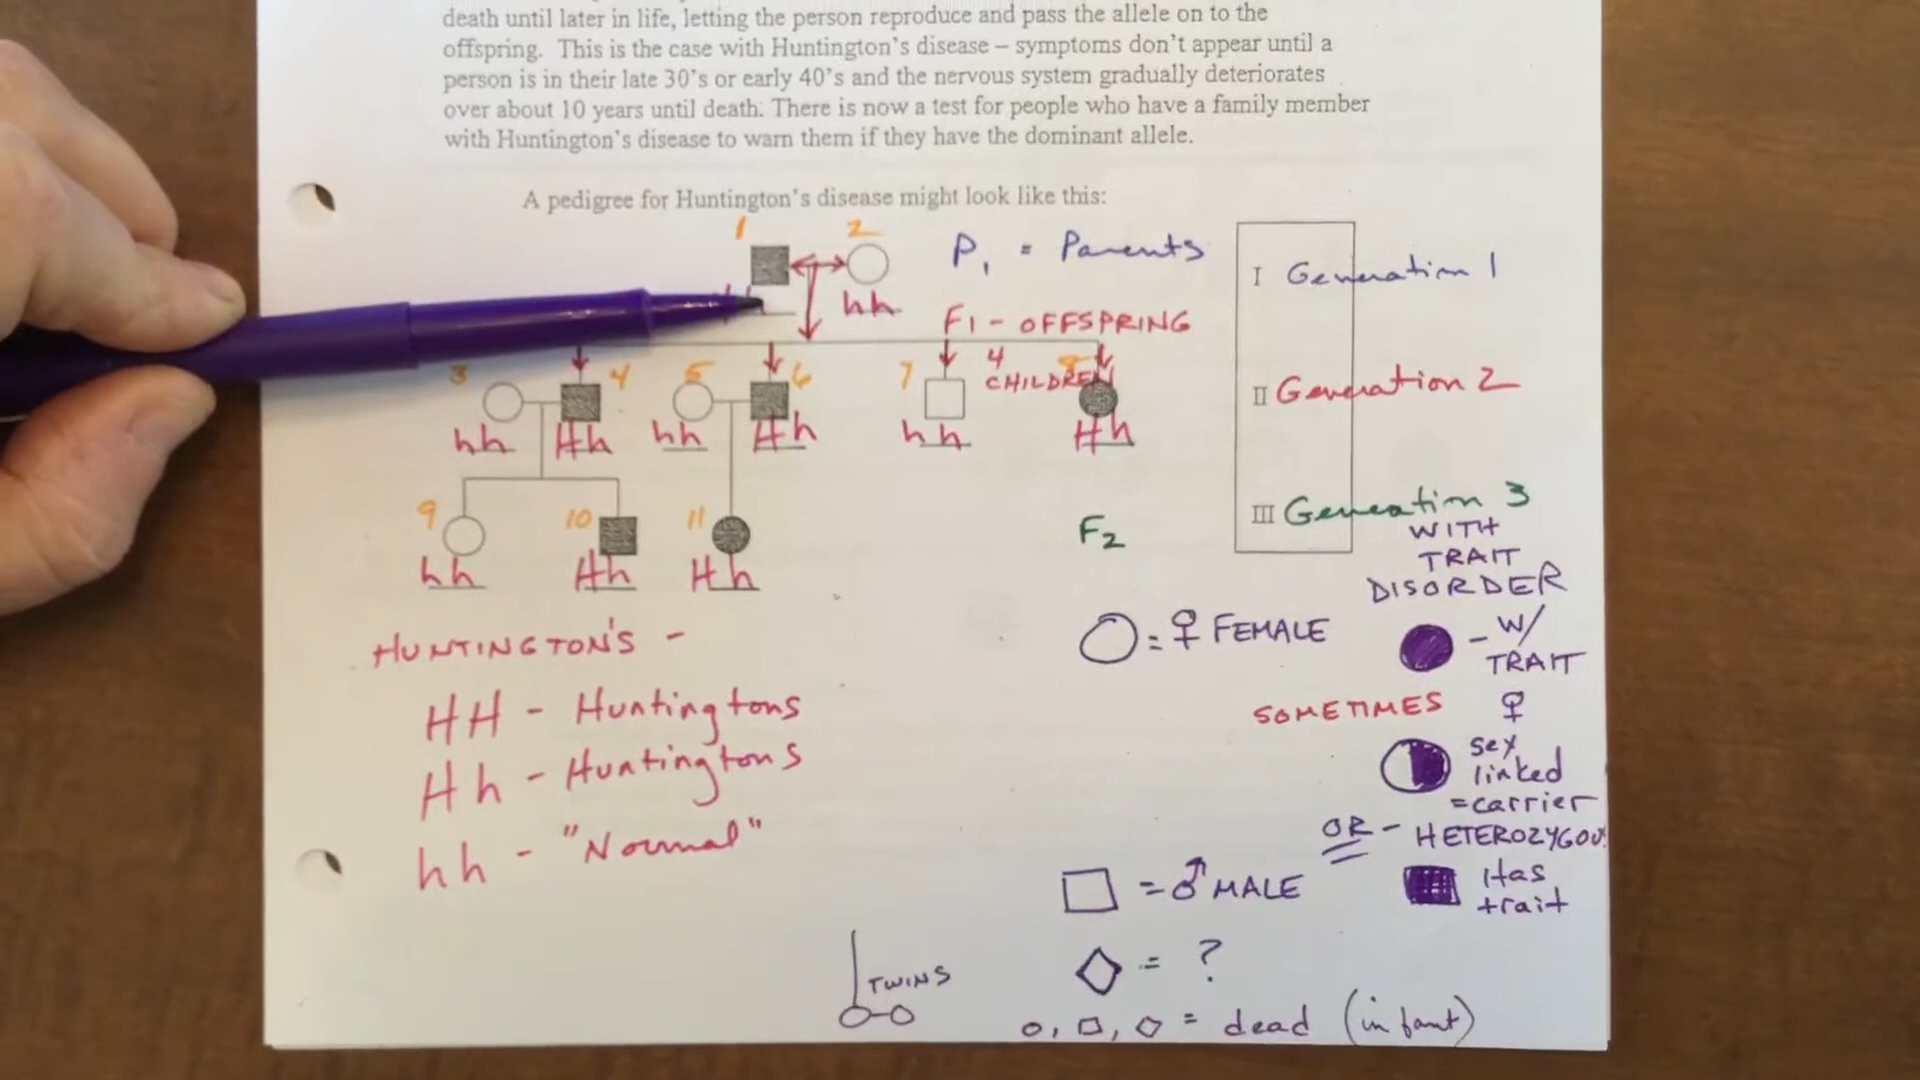 death until later in life, letting the person reproduce and pass the allele on to the
offspring. This is the case with Huntington's disease – symptoms don't appear until a
person is in their late 30's or early 40's and the nervous system gradually deteriorates
over about 10 years until death. There is now a test for people who have a family member
with Huntington's disease to warn them if they have the dominant allele.
A pedigree for Huntington's disease might look like this:
1 2
P1 = Parents
I Generation 1
hh
F1 - OFFSPRING
4
CHILDREN
3 4 5 6 7 8
II Generation 2
hh Hh hh Hh hh Hh
9 10 11
F2
III Geneation 3
hh Hh Hh
WITH
TRAIT
DISORDER
HUNTINGTON'S -
HH - Huntingtons
Hh - Huntingtons
hh - "Normal"
= ♀ FEMALE
- W/
TRAIT
SOMETIMES ♀
sex
linked
= carrier
OR - HETEROZYGOU
= ♂ MALE
Has
trait
= ?
TWINS
= dead (infant)